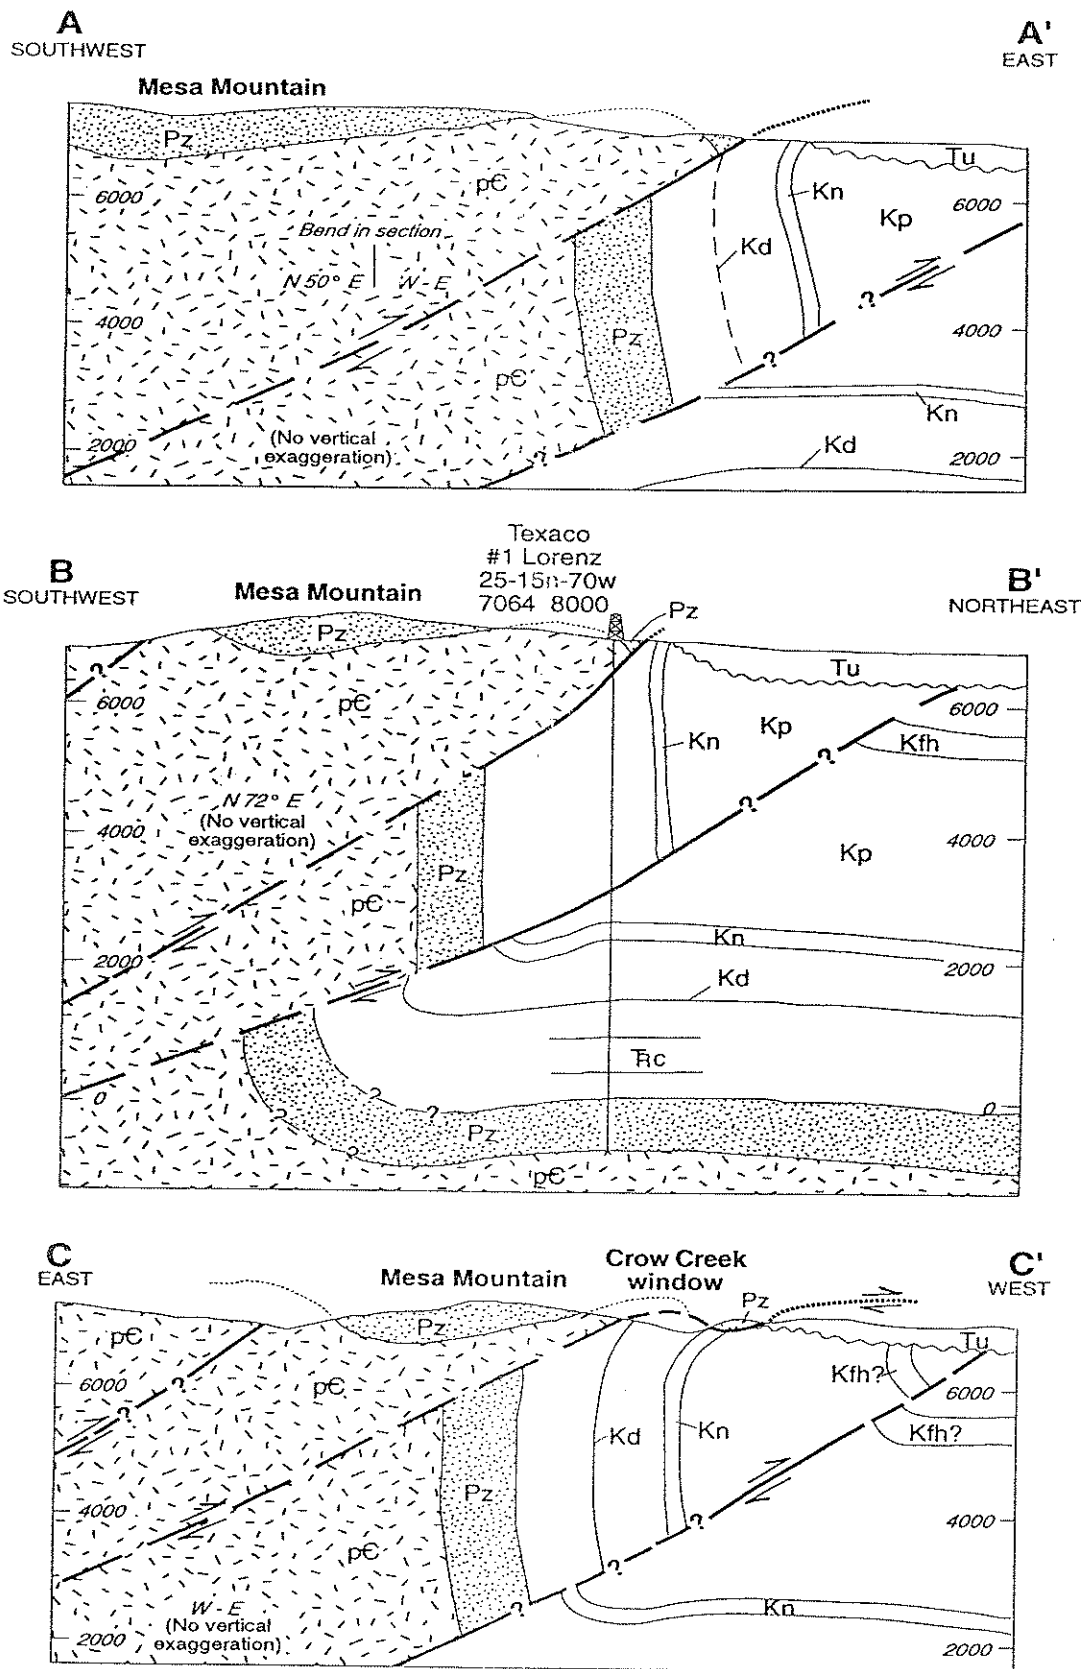 A
SOUTHWEST
A'
EAST
Mesa Mountain
Pz
Tu
pЄ
Kn
6000
6000
Kp
Bend in section
Kd
N 50° E W - E
?
4000
4000
Pz
?
pЄ
Kn
2000
(No vertical
exaggeration)
?
Kd
2000
Texaco
#1 Lorenz
25-15n-70w
7064 8000
B
SOUTHWEST
B'
NORTHEAST
Mesa Mountain
Pz
Pz
?
Tu
6000
pЄ
6000
Kp
Kn
Kfh
?
N 72° E
(No vertical
exaggeration)
?
4000
4000
Kp
Pz
pЄ
Kn
2000
2000
Kd
TRc
0
0
?
?
?
Pz
?
pЄ
C
EAST
Crow Creek
window
C'
WEST
Mesa Mountain
Pz
Pz
pЄ
Tu
Kfh?
6000
?
pЄ
6000
?
Kd
Kn
Kfh?
Pz
4000
?
4000
pЄ
?
W - E
(No vertical
exaggeration)
?
Kn
2000
2000